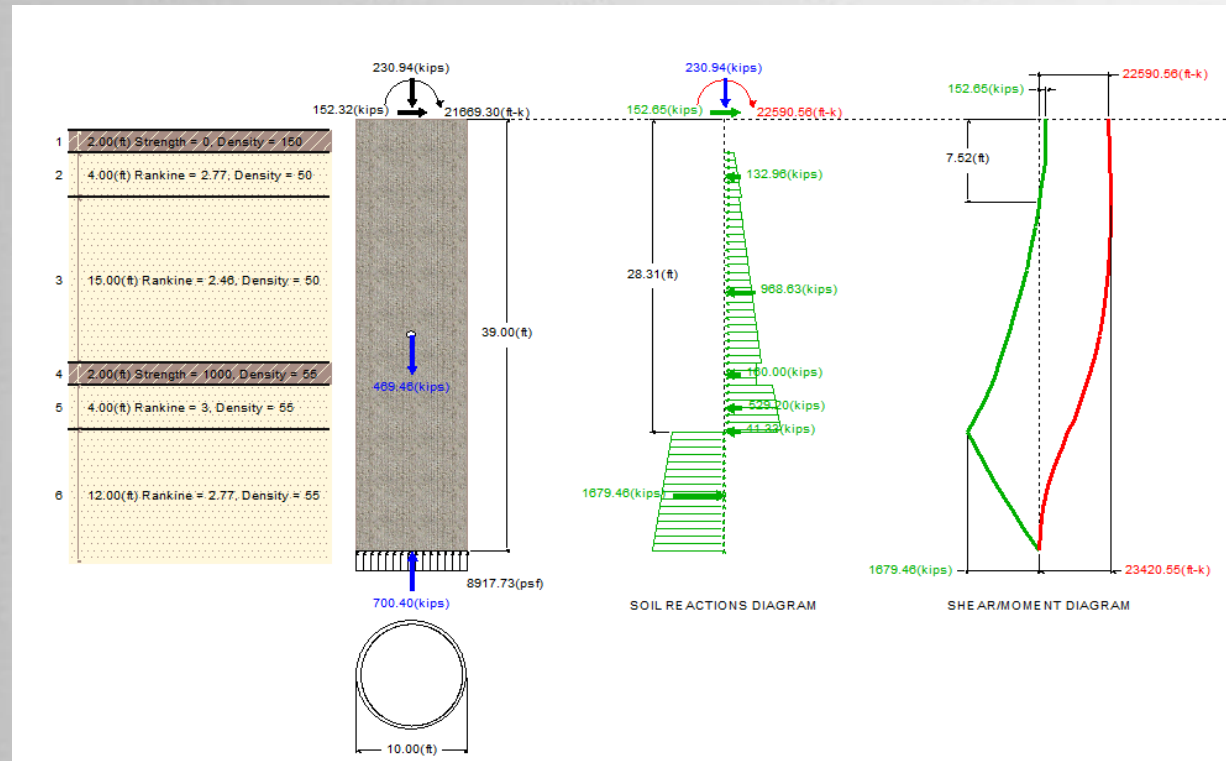 230.94(kips)
152.32(kips)
21669.30(ft-k)
1
2.00(ft) Strength = 0, Density = 150
2
4.00(ft) Rankine = 2.77, Density = 50
3
15.00(ft) Rankine = 2.46, Density = 50
4
2.00(ft) Strength = 1000, Density = 55
5
4.00(ft) Rankine = 3, Density = 55
6
12.00(ft) Rankine = 2.77, Density = 55
39.00(ft)
469.46(kips)
8917.73(psf)
700.40(kips)
10.00(ft)
230.94(kips)
152.65(kips)
22590.56(ft-k)
132.96(kips)
28.31(ft)
968.63(kips)
160.00(kips)
529.20(kips)
41.33(kips)
1679.46(kips)
SOIL REACTIONS DIAGRAM
22590.56(ft-k)
152.65(kips)
7.52(ft)
1679.46(kips)
23420.55(ft-k)
SHEAR/MOMENT DIAGRAM